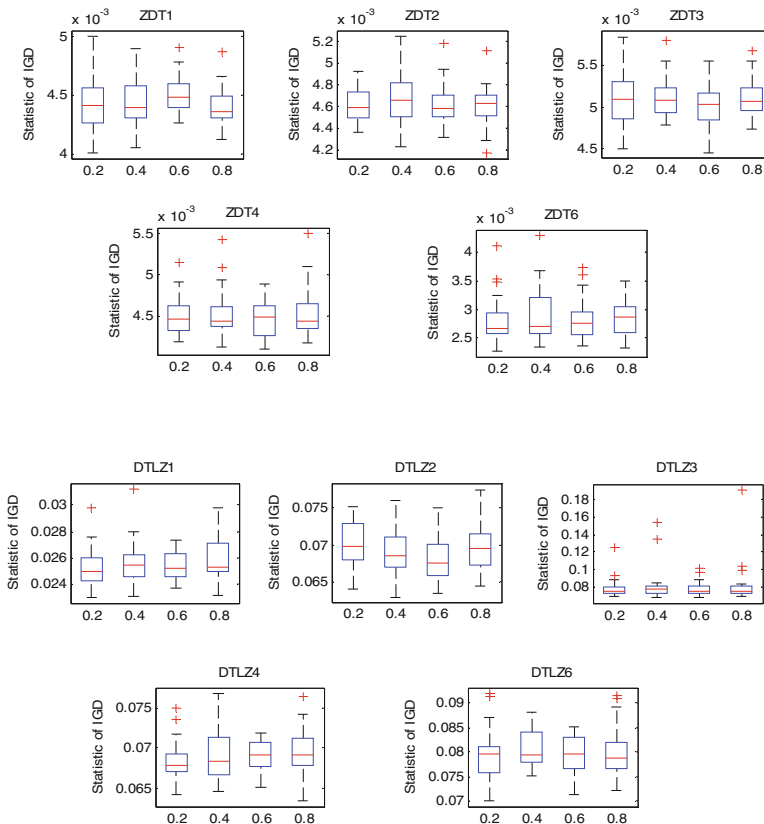 ZDT1
x 10^-3
Statistic of IGD
5
4.5
4
0.2 0.4 0.6 0.8
ZDT2
x 10^-3
Statistic of IGD
5.2
5
4.8
4.6
4.4
4.2
0.2 0.4 0.6 0.8
ZDT3
x 10^-3
Statistic of IGD
5.5
5
4.5
0.2 0.4 0.6 0.8
ZDT4
x 10^-3
Statistic of IGD
5.5
5
4.5
0.2 0.4 0.6 0.8
ZDT6
x 10^-3
Statistic of IGD
4
3.5
3
2.5
0.2 0.4 0.6 0.8
DTLZ1
Statistic of IGD
0.03
0.028
0.026
0.024
0.2 0.4 0.6 0.8
DTLZ2
Statistic of IGD
0.075
0.07
0.065
0.2 0.4 0.6 0.8
DTLZ3
Statistic of IGD
0.18
0.16
0.14
0.12
0.1
0.08
0.2 0.4 0.6 0.8
DTLZ4
Statistic of IGD
0.075
0.07
0.065
0.2 0.4 0.6 0.8
DTLZ6
Statistic of IGD
0.09
0.085
0.08
0.075
0.07
0.2 0.4 0.6 0.8